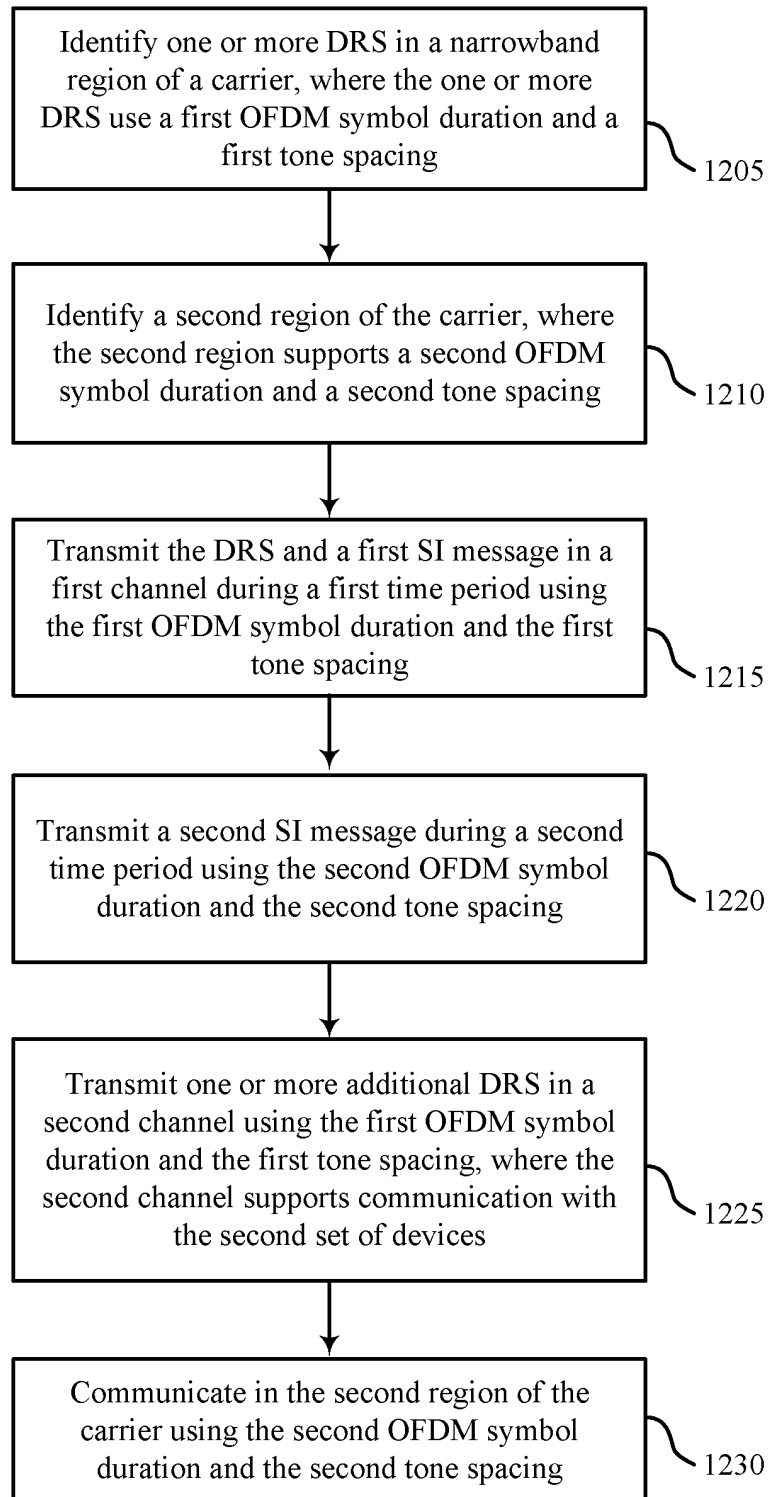 Identify one or more DRS in a narrowband
region of a carrier, where the one or more
DRS use a first OFDM symbol duration and a
first tone spacing
1205
Identify a second region of the carrier, where
the second region supports a second OFDM
symbol duration and a second tone spacing
1210
Transmit the DRS and a first SI message in a
first channel during a first time period using
the first OFDM symbol duration and the first
tone spacing
1215
Transmit a second SI message during a second
time period using the second OFDM symbol
duration and the second tone spacing
1220
Transmit one or more additional DRS in a
second channel using the first OFDM symbol
duration and the first tone spacing, where the
second channel supports communication with
the second set of devices
1225
Communicate in the second region of the
carrier using the second OFDM symbol
duration and the second tone spacing
1230